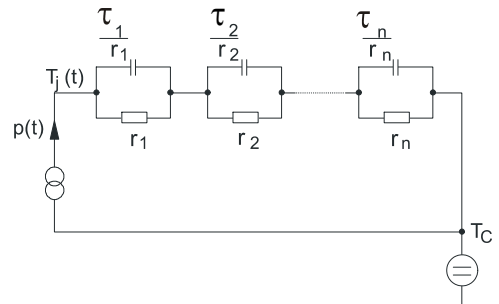 τ1 τ2 τn
r1 r2 rn
Tj (t)
p(t)
r1 r2 rn
TC